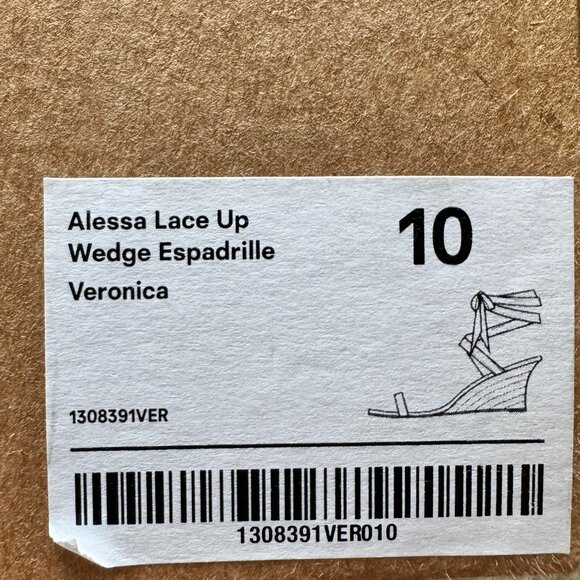 Alessa Lace Up
Wedge Espadrille
10
Veronica
1308391VER
1308391VER010